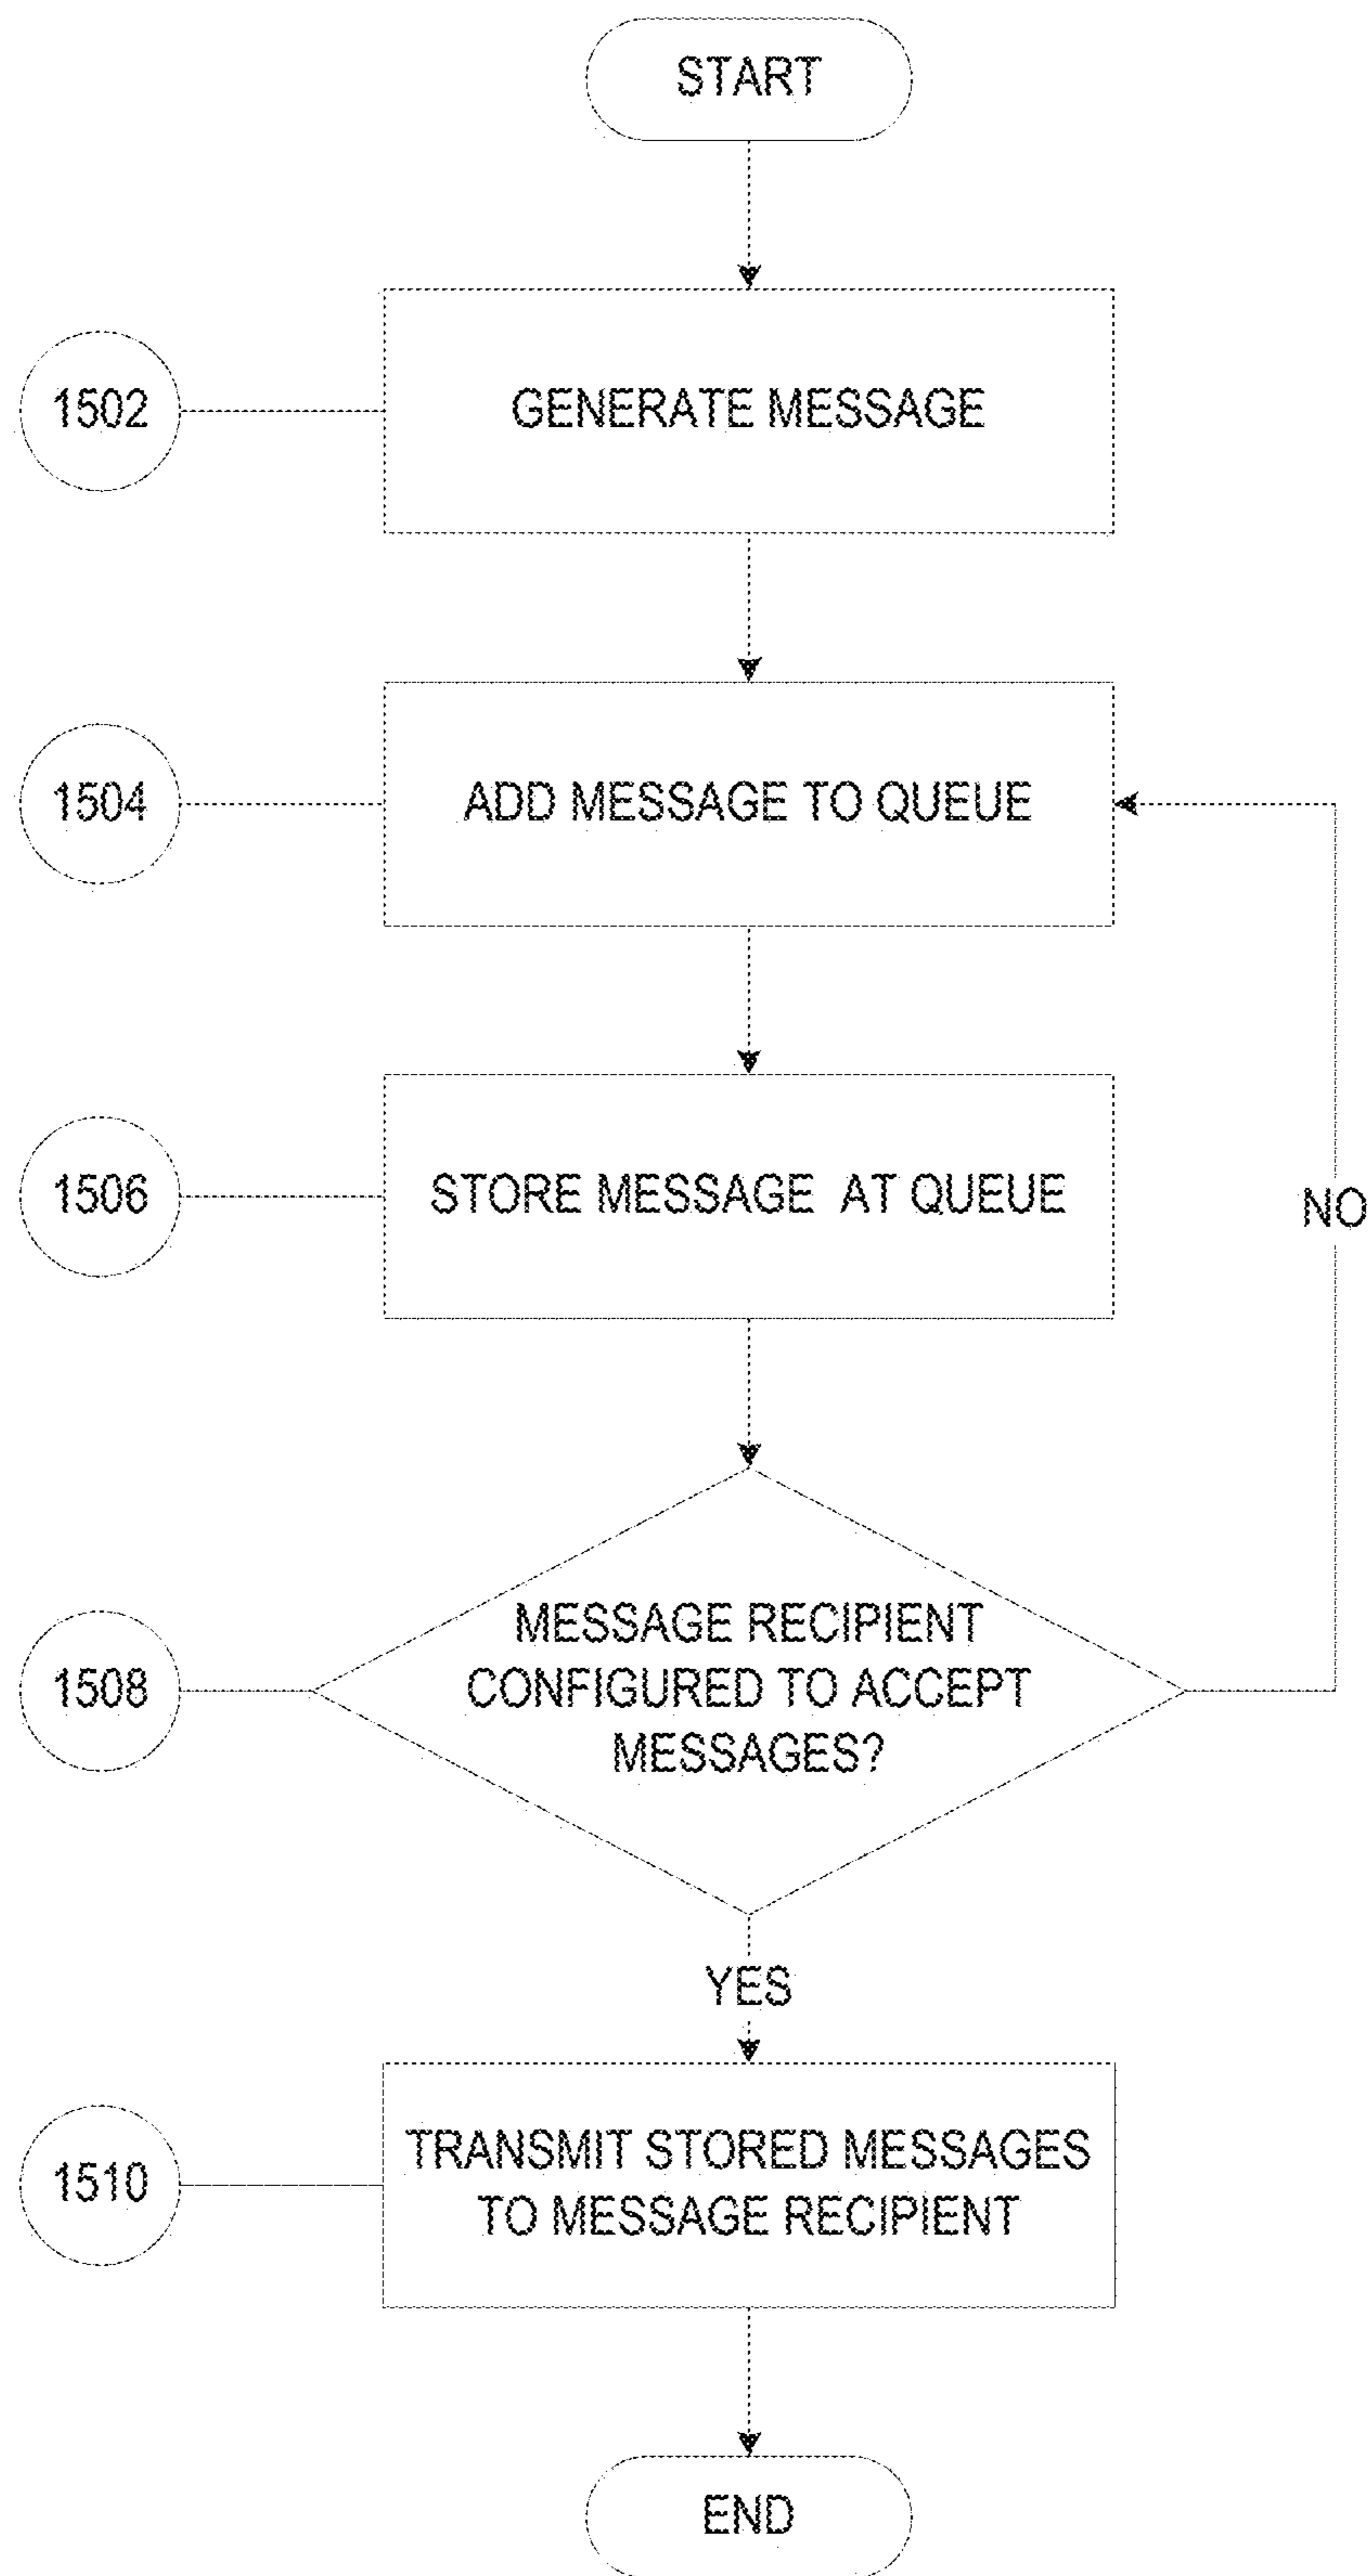 START
1502
GENERATE MESSAGE
1504
ADD MESSAGE TO QUEUE
1506
STORE MESSAGE AT QUEUE
NO
1508
MESSAGE RECIPIENT
CONFIGURED TO ACCEPT
MESSAGES?
YES
1510
TRANSMIT STORED MESSAGES
TO MESSAGE RECIPIENT
END